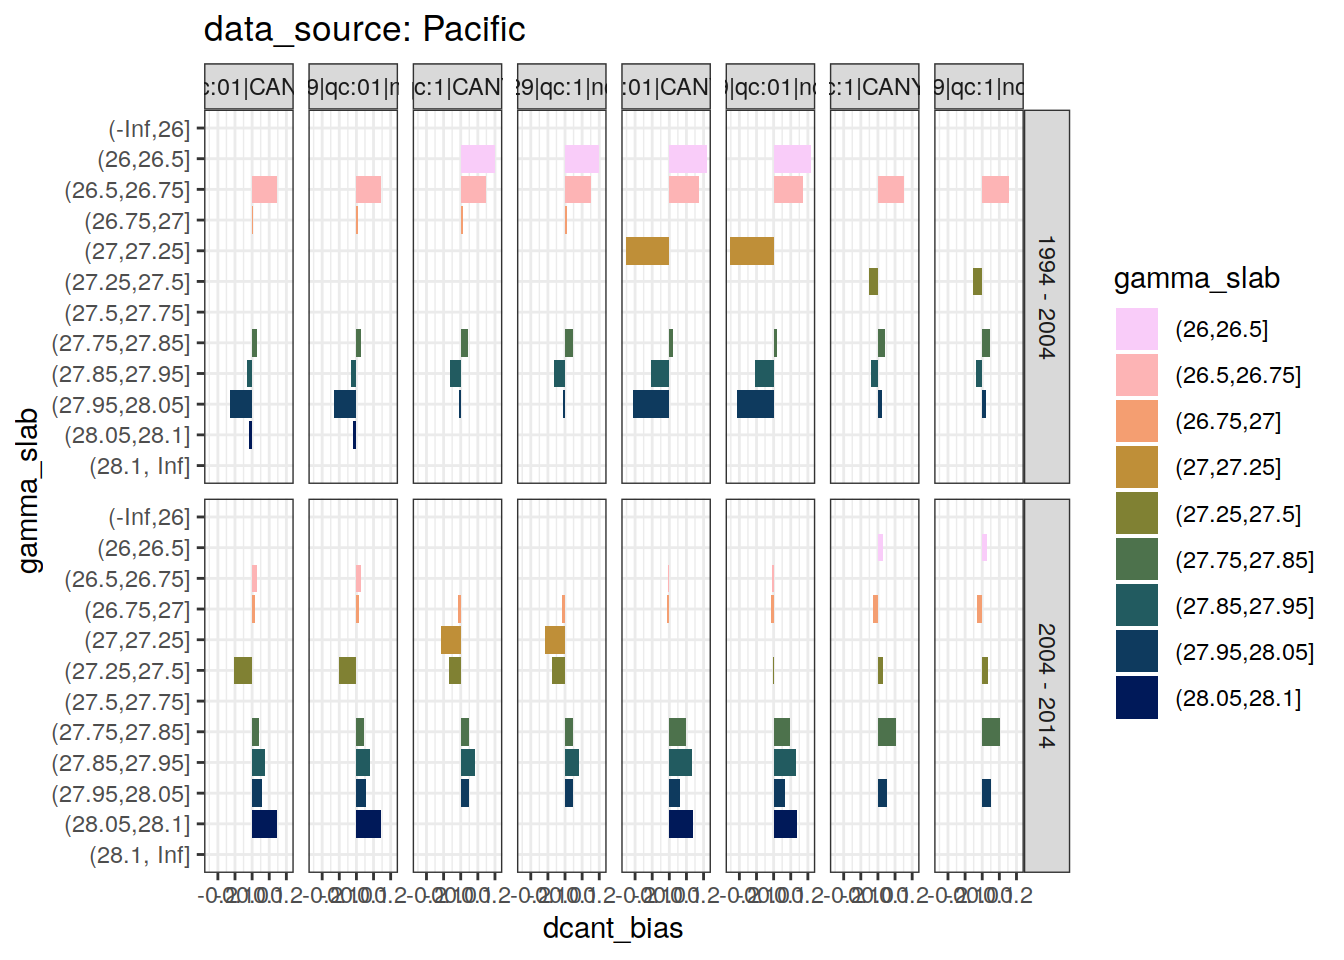 data_source: Pacific
c:01|CAN 9|qc:01|n qc:1|CAN 29|qc:1|n :01|CAN 9|qc:01|no c:1|CANY 9|qc:1|no
(-Inf,26]
(26,26.5]
(26.5,26.75]
(26.75,27]
(27,27.25]
(27.25,27.5]
(27.5,27.75]
(27.75,27.85]
(27.85,27.95]
(27.95,28.05]
(28.05,28.1]
(28.1, Inf]
1994 - 2004
(-Inf,26]
(26,26.5]
(26.5,26.75]
(26.75,27]
(27,27.25]
(27.25,27.5]
(27.5,27.75]
(27.75,27.85]
(27.85,27.95]
(27.95,28.05]
(28.05,28.1]
(28.1, Inf]
2004 - 2014
gamma_slab
dcant_bias
gamma_slab
(26,26.5]
(26.5,26.75]
(26.75,27]
(27,27.25]
(27.25,27.5]
(27.75,27.85]
(27.85,27.95]
(27.95,28.05]
(28.05,28.1]